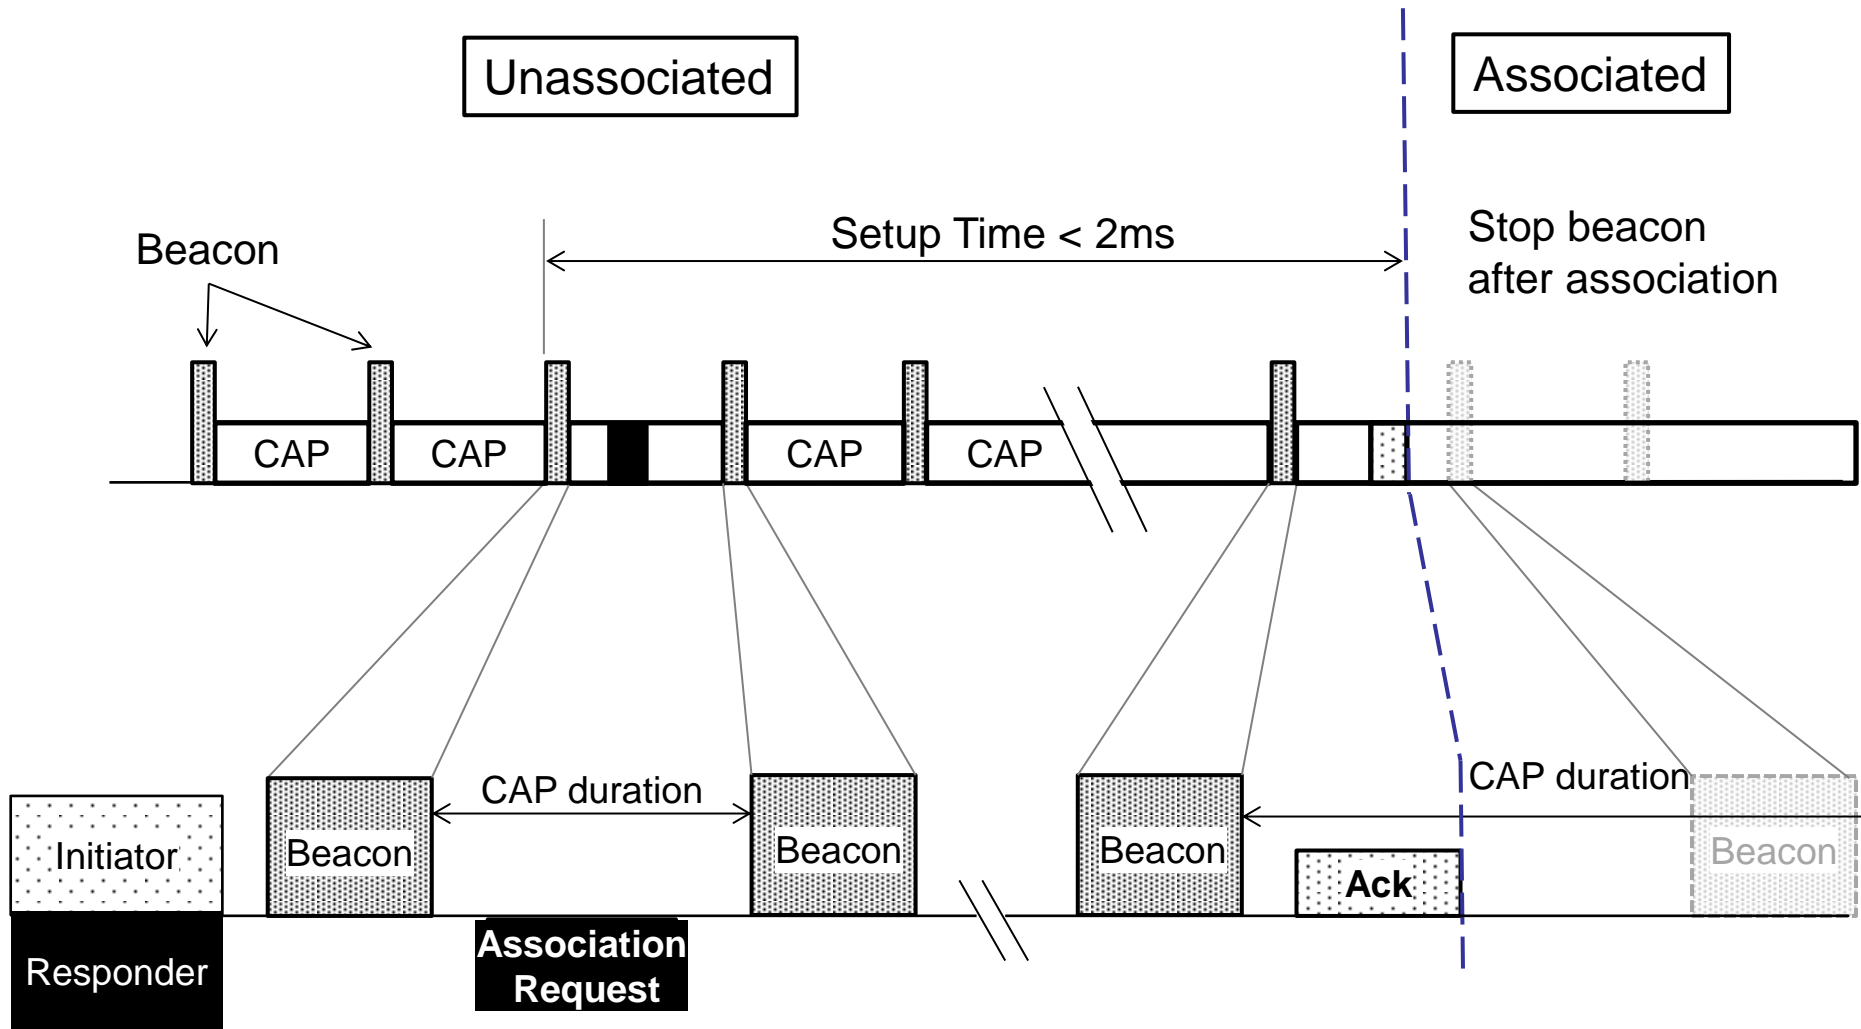 Unassociated
Associated
Setup Time < 2ms
Stop beacon
after association
Beacon
CAP
CAP
CAP
CAP
CAP duration
CAP duration
Initiator
Beacon
Beacon
Beacon
Ack
Beacon
Association
Request
Responder